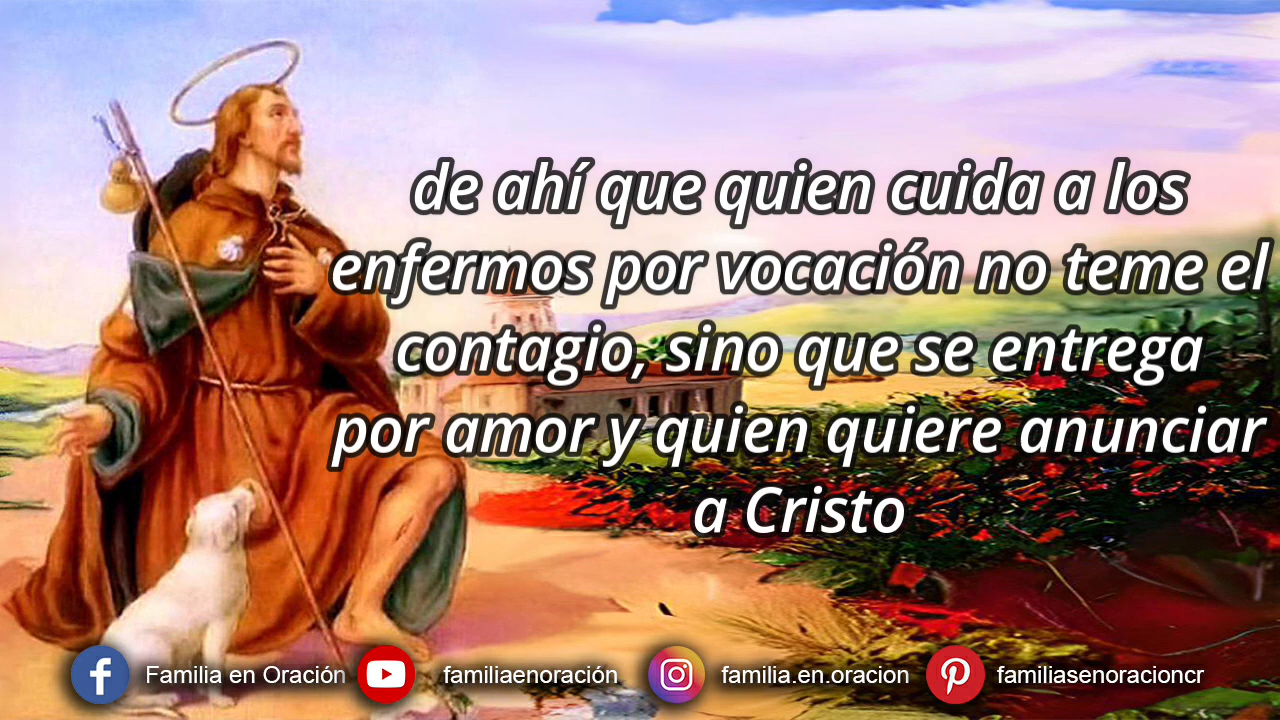 de ahí que quien cuida a los
enfermos por vocación no teme el
contagio, sino que se entrega
por amor y quien quiere anunciar
a Cristo
Familia en Oración
familiaenoración
familia.en.oracion
familiasenoracioncr